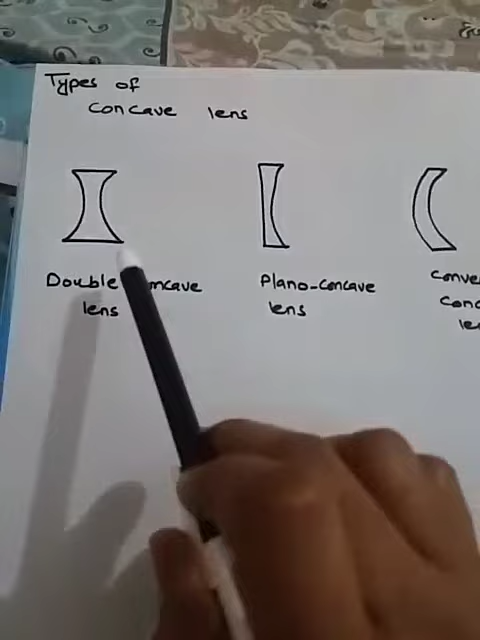 Types of
concave lens
Double
lens
Plano-concave
lens